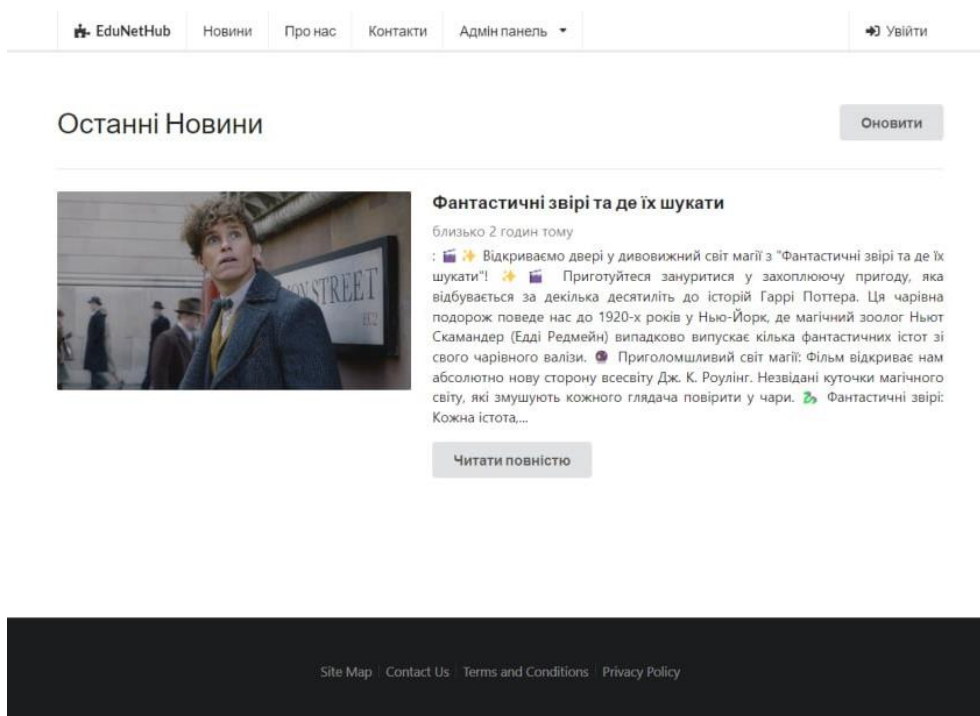 EduNetHub Новини Про нас Контакти Адмін панель Увійти
Останні Новини
Оновити
ON STREET
Фантастичні звірі та де їх шукати
близько 2 годин тому
: 🎬 ✨ Відкриваємо двері у дивовижний світ магії з "Фантастичні звірі та де їх
шукати"! ✨ 🎬 Приготуйтеся зануритися у захоплюючу пригоду, яка
відбувається за декілька десятиліть до історій Гаррі Поттера. Ця чарівна
подорож поведе нас до 1920-х років у Нью-Йорк, де магічний зоолог Ньют
Скамандер (Едді Редмейн) випадково випускає кілька фантастичних істот зі
свого чарівного валізи. 🔮 Приголомшливий світ магії: Фільм відкриває нам
абсолютно нову сторону всесвіту Дж. К. Роулінг. Незвідані куточки магічного
світу, які змушують кожного глядача повірити у чари. 🐉 Фантастичні звірі:
Кожна істота,...
Читати повністю
Site Map Contact Us Terms and Conditions Privacy Policy